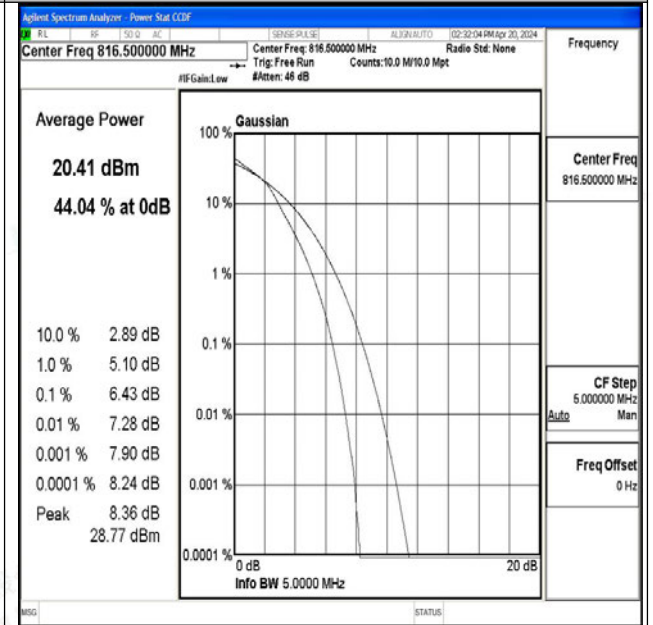 Agilent Spectrum Analyzer - Power Stat CCDF
RL RF 50 Ω AC SENSE:PULSE ALIGN AUTO 02:32:04 PM Apr 20, 2024
Center Freq 816.500000 MHz
Center Freq: 816.500000 MHz Radio Std: None
Trig: Free Run Counts:10.0 M/10.0 Mpt
#IFGain:Low #Atten: 46 dB
Frequency
Average Power
20.41 dBm
44.04 % at 0dB
10.0 % 2.89 dB
1.0 % 5.10 dB
0.1 % 6.43 dB
0.01 % 7.28 dB
0.001 % 7.90 dB
0.0001 % 8.24 dB
Peak 8.36 dB
28.77 dBm
Gaussian
100 %
10 %
1 %
0.1 %
0.01 %
0.001 %
0.0001 %
0 dB 20 dB
Info BW 5.0000 MHz
Center Freq
816.500000 MHz
CF Step
5.000000 MHz
Auto Man
Freq Offset
0 Hz
MSG STATUS